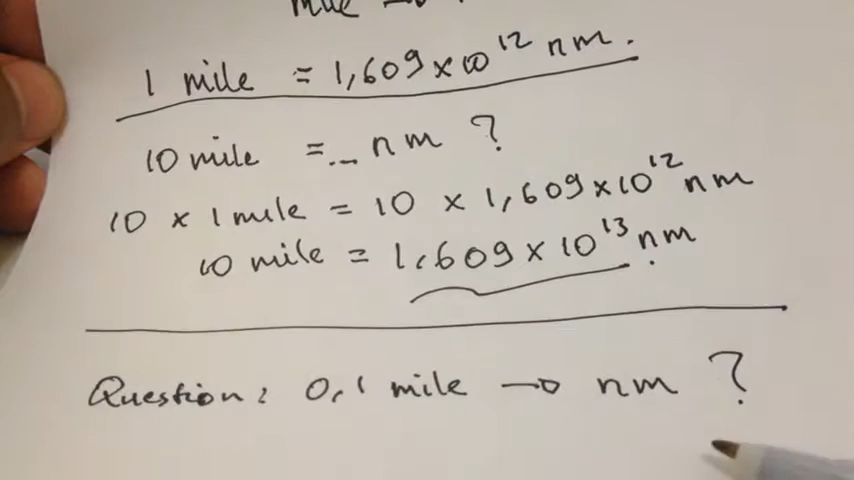 mile →
1 mile = 1,609×10¹² nm.
10 mile =... nm ?
10 × 1 mile = 10 × 1,609×10¹² nm
10 mile = 1,609×10¹³ nm
Question: 0,1 mile → nm ?